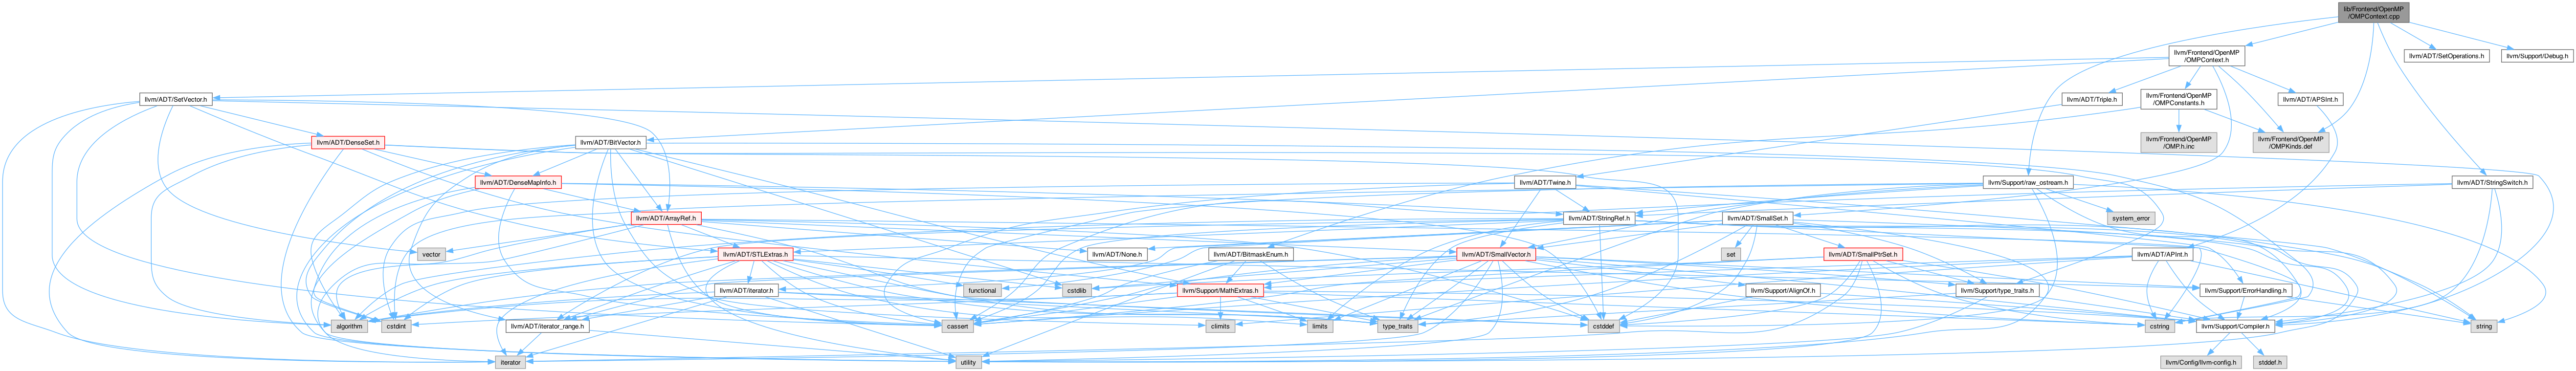 lib/Frontend/OpenMP
/OMPContext.cpp
llvm/Frontend/OpenMP
/OMPContext.h
llvm/ADT/SetOperations.h
llvm/Support/Debug.h
llvm/ADT/SetVector.h
llvm/ADT/Triple.h
llvm/Frontend/OpenMP
/OMPConstants.h
llvm/ADT/APSInt.h
llvm/ADT/DenseSet.h
llvm/ADT/BitVector.h
llvm/Frontend/OpenMP
/OMP.h.inc
llvm/Frontend/OpenMP
/OMPKinds.def
llvm/ADT/DenseMapInfo.h
llvm/ADT/Twine.h
llvm/Support/raw_ostream.h
llvm/ADT/StringSwitch.h
llvm/ADT/ArrayRef.h
llvm/ADT/StringRef.h
llvm/ADT/SmallSet.h
system_error
vector
llvm/ADT/STLExtras.h
llvm/ADT/None.h
llvm/ADT/BitmaskEnum.h
llvm/ADT/SmallVector.h
set
llvm/ADT/SmallPtrSet.h
llvm/ADT/APInt.h
llvm/ADT/iterator.h
functional
cstdlib
llvm/Support/MathExtras.h
llvm/Support/AlignOf.h
llvm/Support/type_traits.h
llvm/Support/ErrorHandling.h
algorithm
cstdint
llvm/ADT/iterator_range.h
cassert
climits
limits
type_traits
cstddef
cstring
llvm/Support/Compiler.h
string
iterator
utility
llvm/Config/llvm-config.h
stddef.h